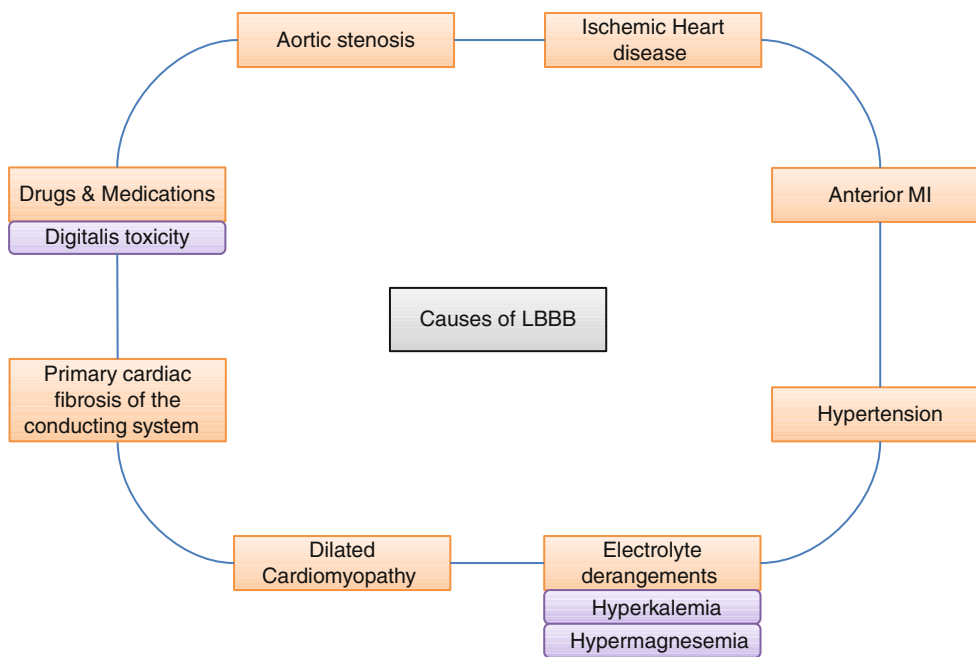 Aortic stenosis
Ischemic Heart
disease
Drugs & Medications
Digitalis toxicity
Anterior MI
Causes of LBBB
Primary cardiac
fibrosis of the
conducting system
Hypertension
Dilated
Cardiomyopathy
Electrolyte
derangements
Hyperkalemia
Hypermagnesemia